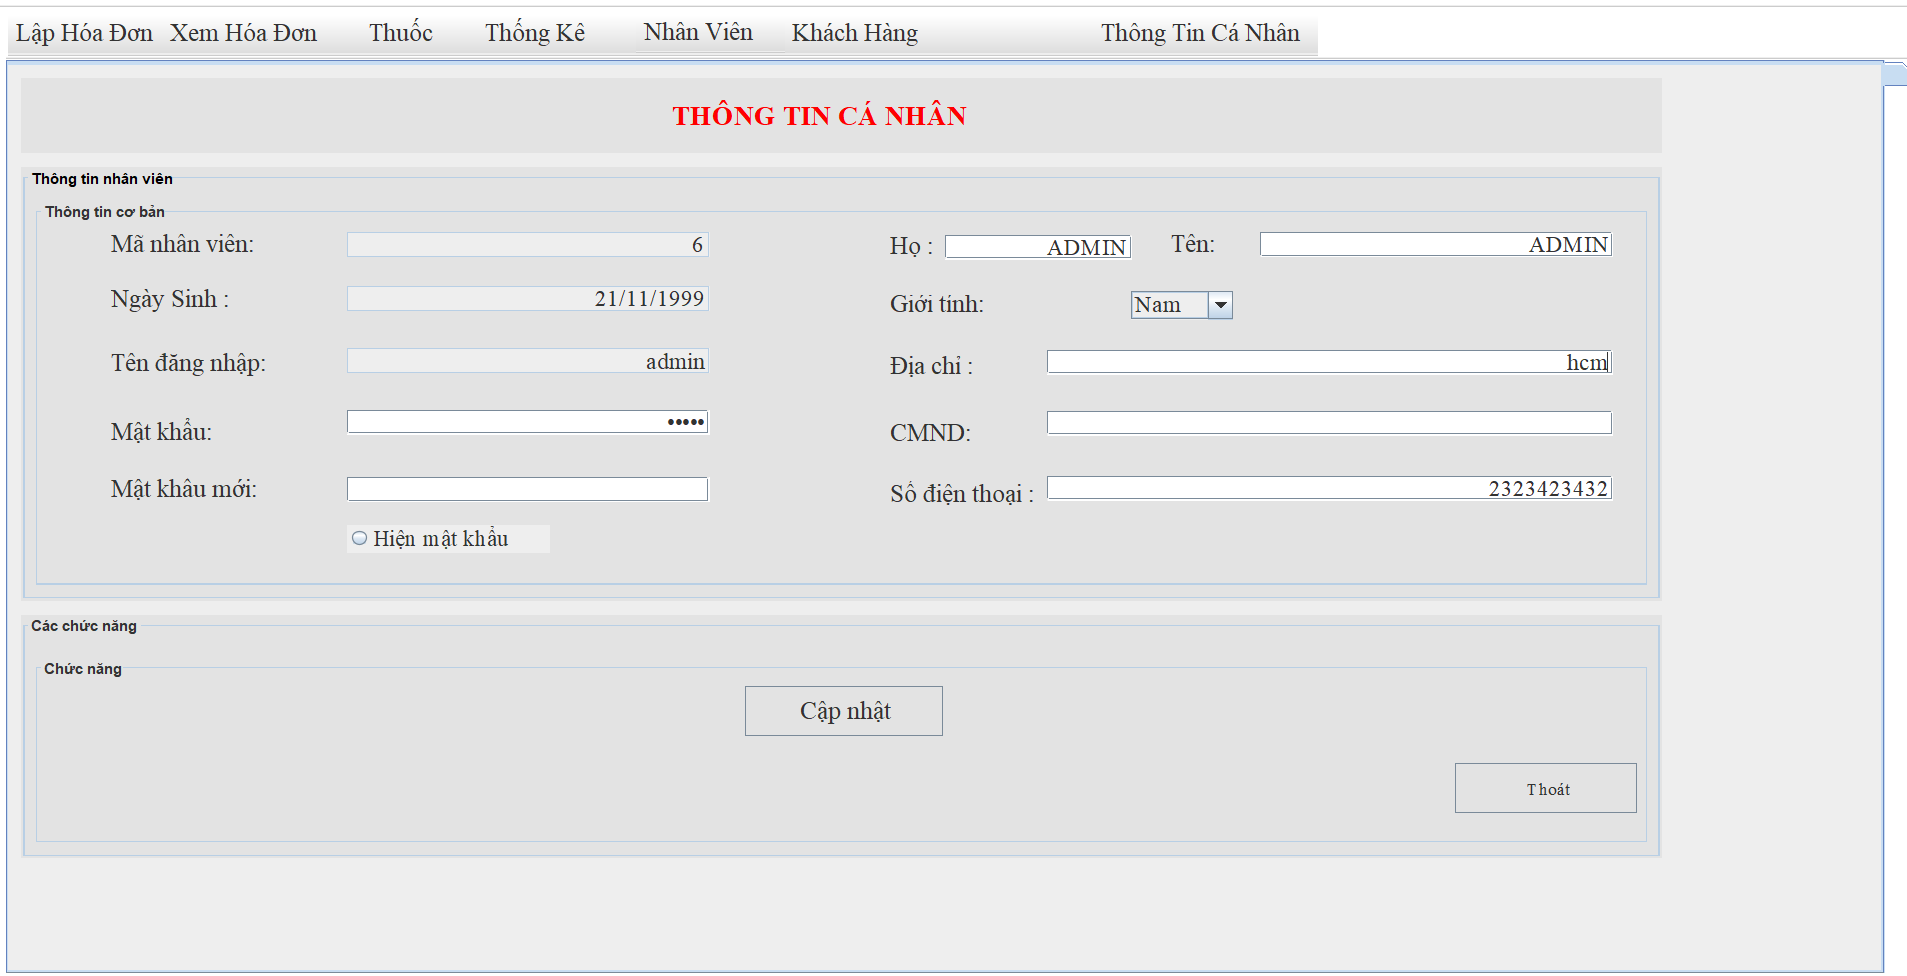 Lập Hóa Đơn Xem Hóa Đơn Thuốc Thống Kê Nhân Viên Khách Hàng Thông Tin Cá Nhân
THÔNG TIN CÁ NHÂN
Thông tin nhân viên
Thông tin cơ bản
Mã nhân viên: 6 Họ : ADMIN Tên: ADMIN
Ngày Sinh : 21/11/1999 Giới tính: Nam
Tên đăng nhập: admin Địa chỉ : hcm
Mật khẩu: ••••• CMND:
Mật khâu mới: Số điện thoại : 2323423432
Hiện mật khẩu
Các chức năng
Chức năng
Cập nhật
Thoát